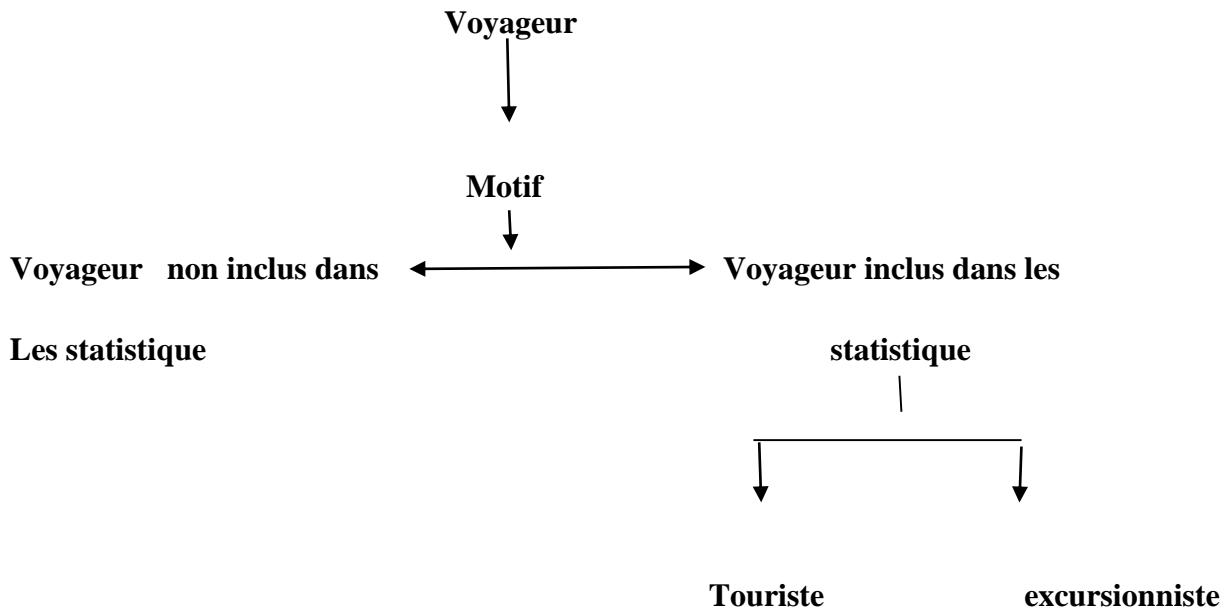 Voyageur
Motif
Voyageur non inclus dans
Voyageur inclus dans les
Les statistique
statistique
Touriste
excursionniste